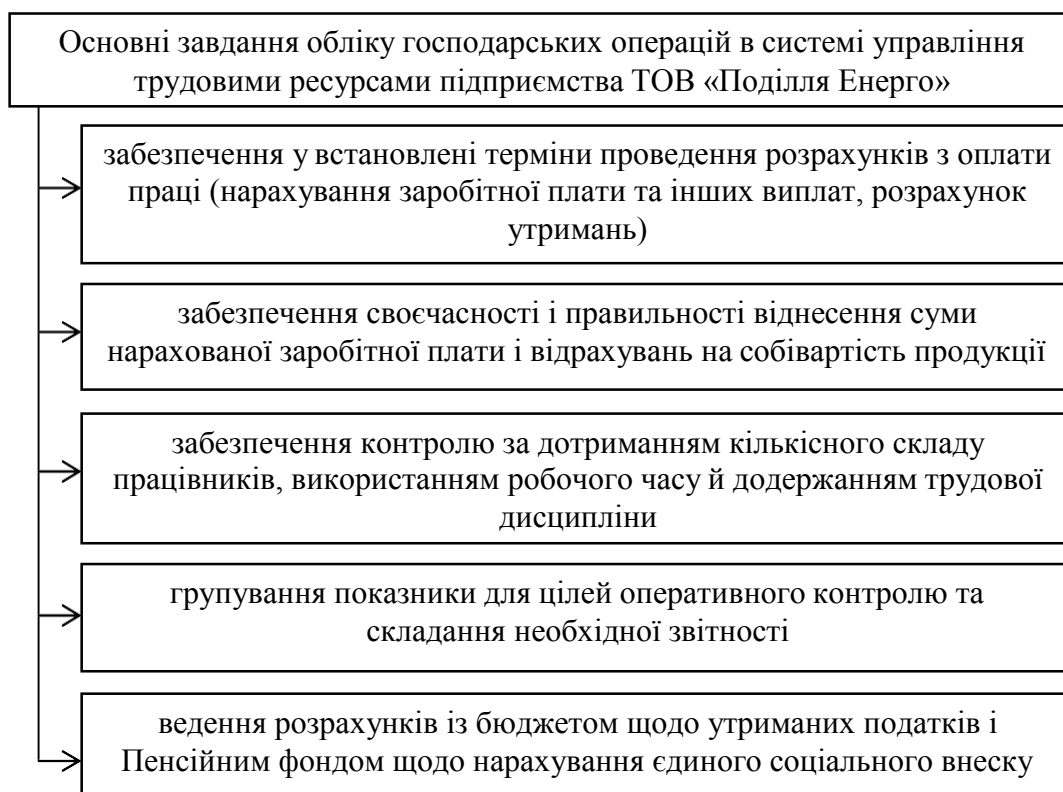 Основні завдання обліку господарських операцій в системі управління
трудовими ресурсами підприємства ТОВ «Поділля Енерго»
забезпечення у встановлені терміни проведення розрахунків з оплати
праці (нарахування заробітної плати та інших виплат, розрахунок
утримань)
забезпечення своєчасності і правильності віднесення суми
нарахованої заробітної плати і відрахувань на собівартість продукції
забезпечення контролю за дотриманням кількісного складу
працівників, використанням робочого часу й додержанням трудової
дисципліни
групування показники для цілей оперативного контролю та
складання необхідної звітності
ведення розрахунків із бюджетом щодо утриманих податків і
Пенсійним фондом щодо нарахування єдиного соціального внеску